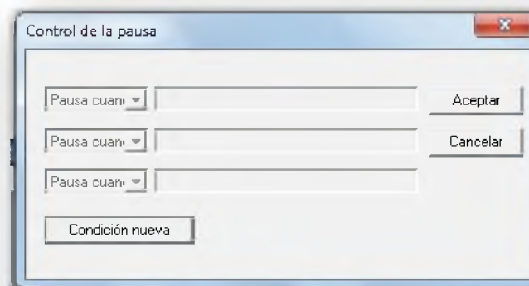 Control de la pausa
Pausa cuan
Aceptar
Pausa cuan
Cancelar
Pausa cuan
Condición nueva